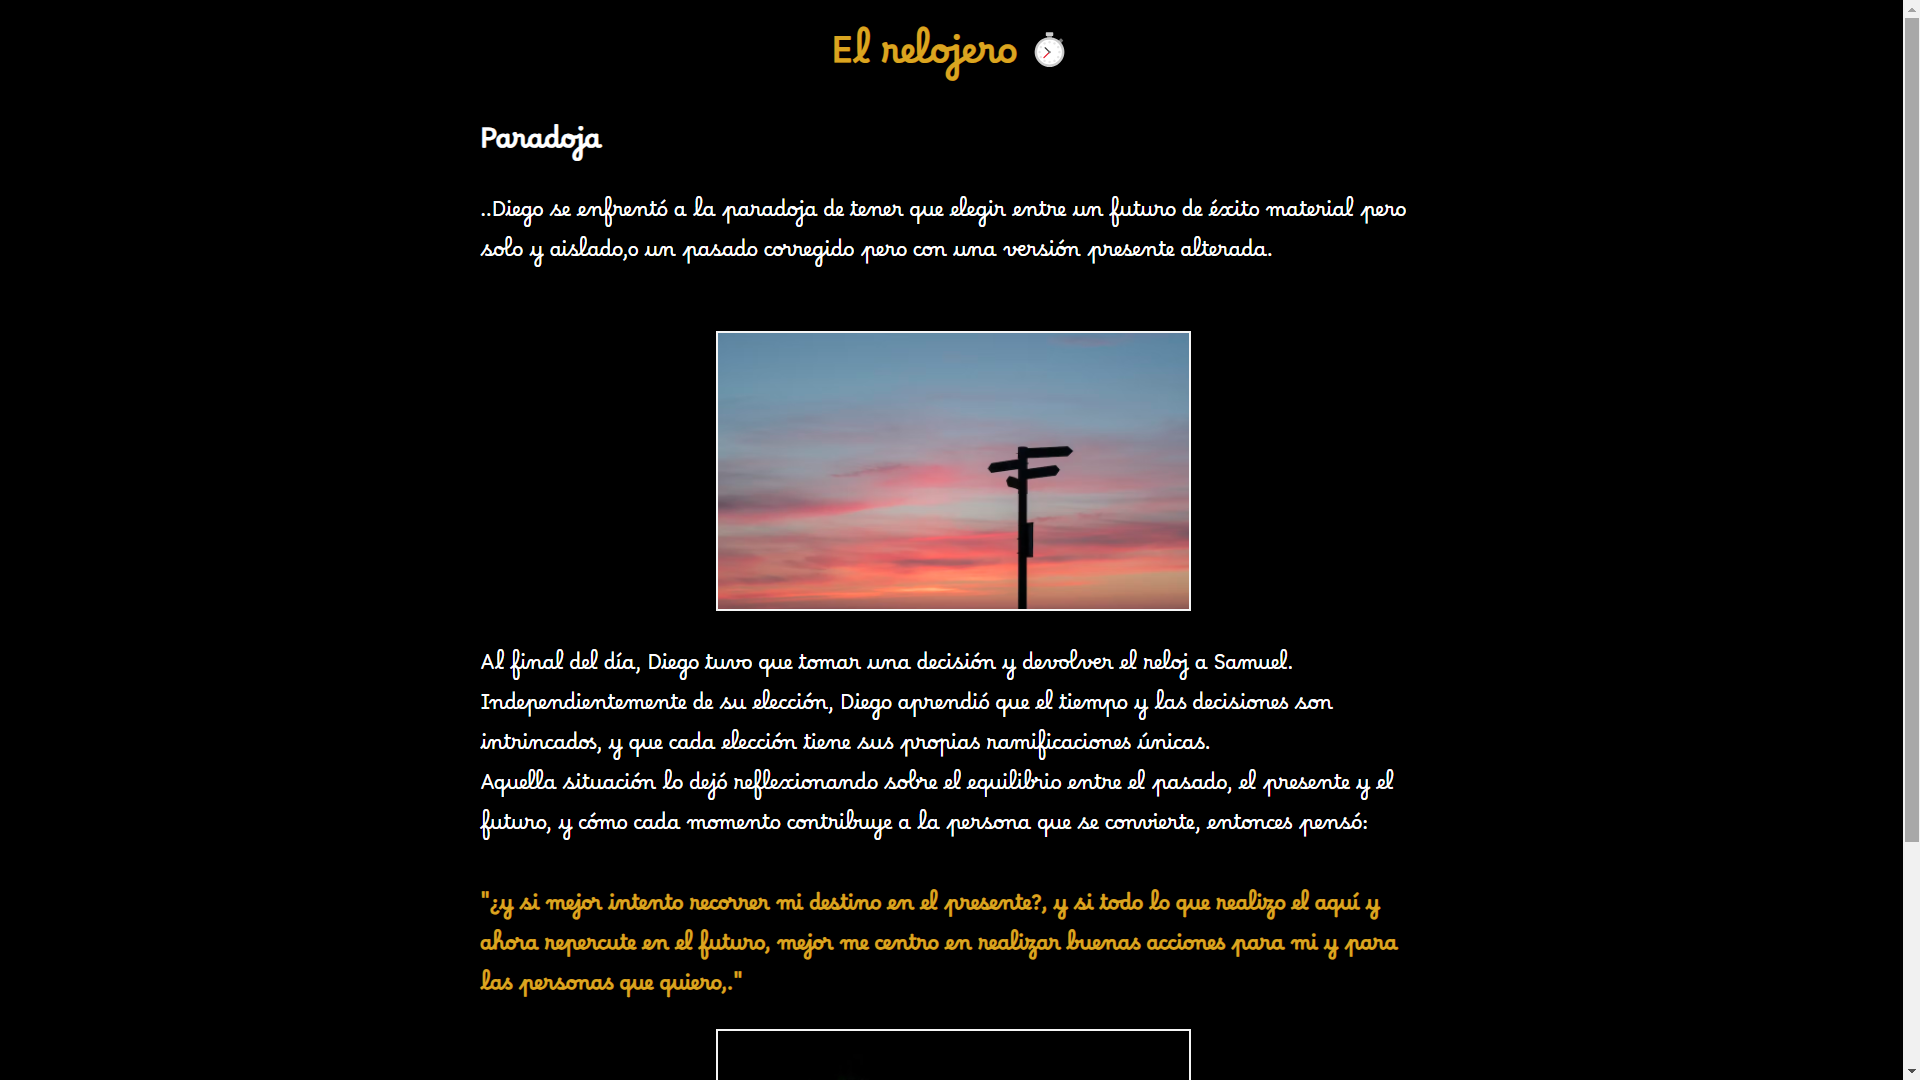 El relojero ⏱
Paradoja
..Diego se enfrentó a la paradoja de tener que elegir entre un futuro de éxito material pero
solo y aislado,o un pasado corregido pero con una versión presente alterada.
Al final del día, Diego tuvo que tomar una decisión y devolver el reloj a Samuel.
Independientemente de su elección, Diego aprendió que el tiempo y las decisiones son
intrincados, y que cada elección tiene sus propias ramificaciones únicas.
Aquella situación lo dejó reflexionando sobre el equilibrio entre el pasado, el presente y el
futuro, y cómo cada momento contribuye a la persona que se convierte, entonces pensó:
"¿y si mejor intento recorrer mi destino en el presente?, y si todo lo que realizo el aquí y
ahora repercute en el futuro, mejor me centro en realizar buenas acciones para mi y para
las personas que quiero,."